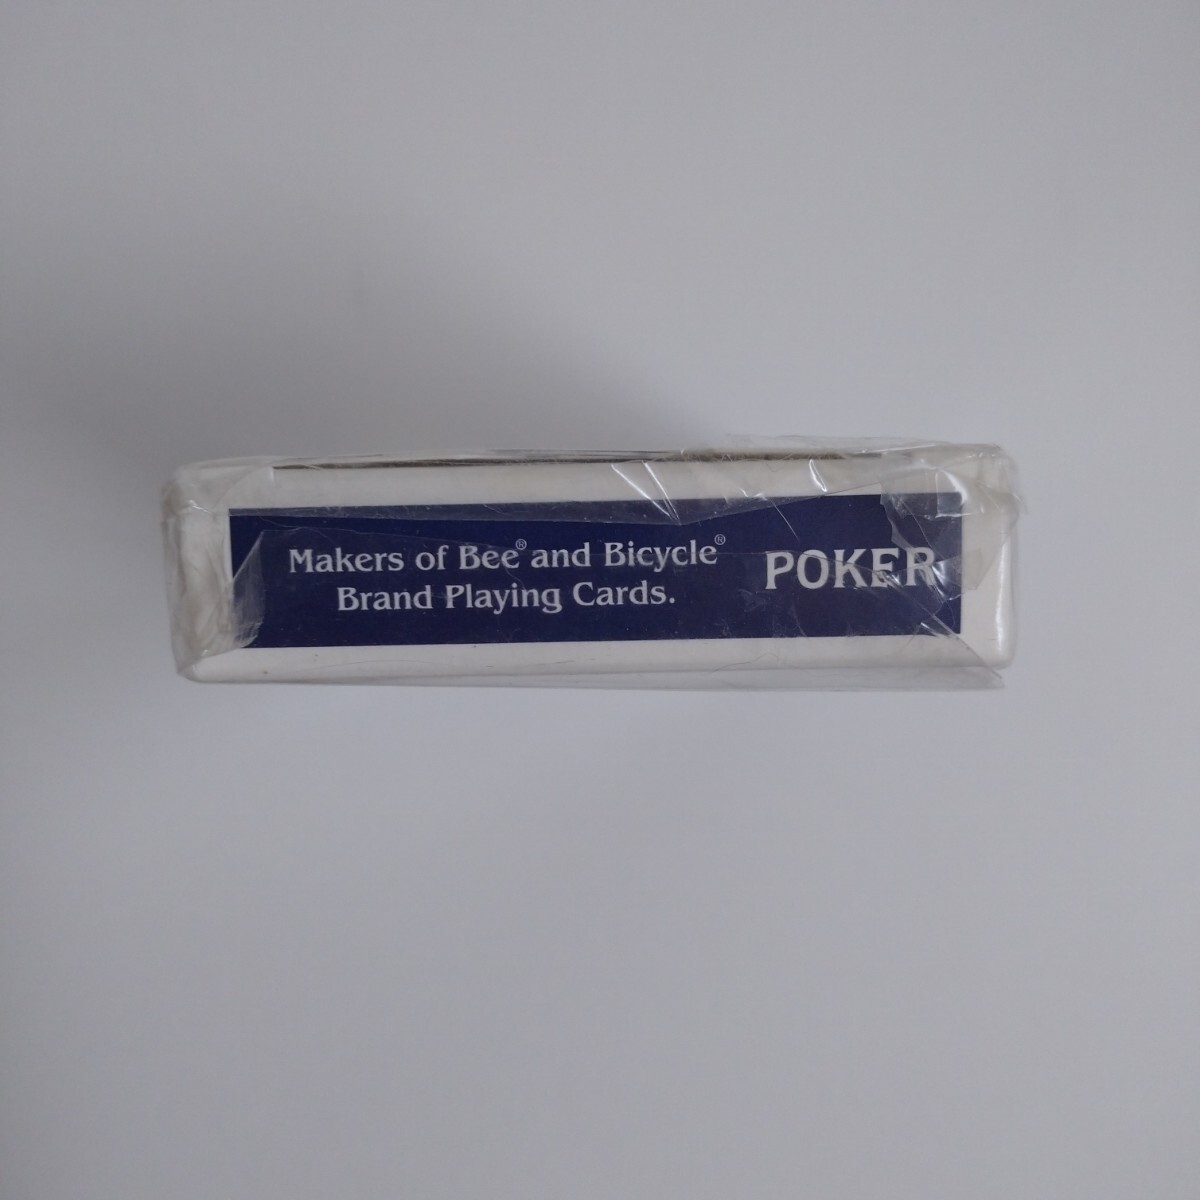 Makers of Bee® and Bicycle®
Brand Playing Cards.
POKER